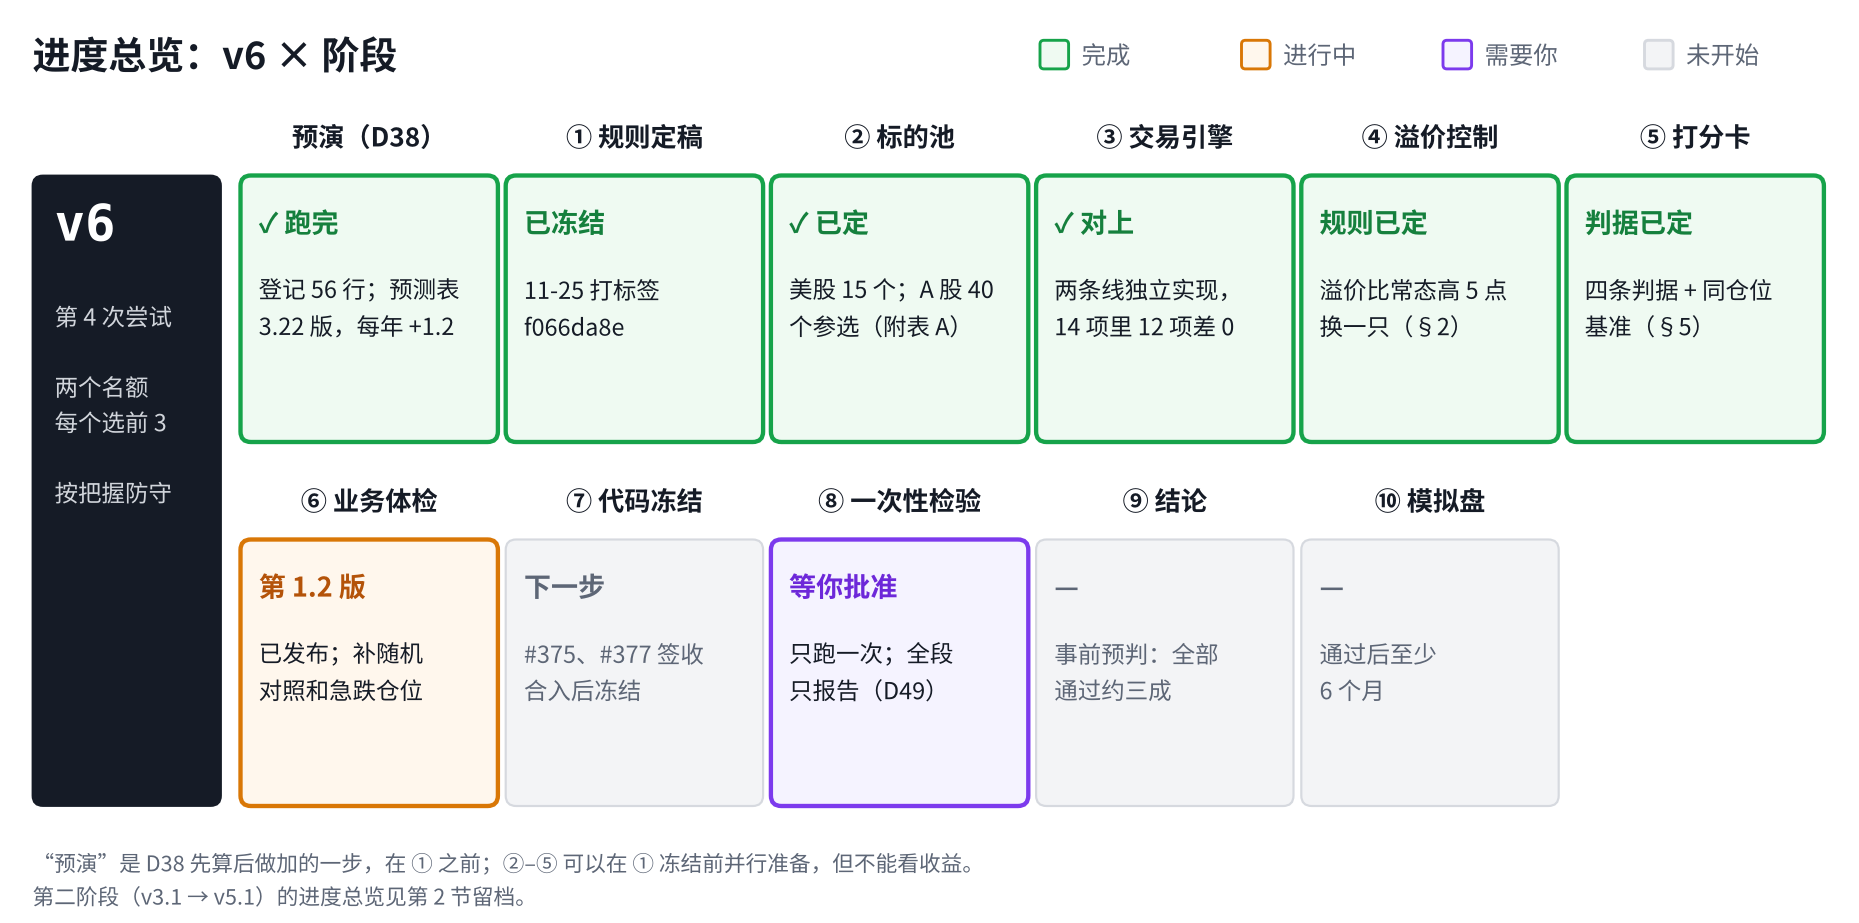 进度总览：v6 × 阶段
完成
进行中
需要你
未开始
预演（D38）
① 规则定稿
② 标的池
③ 交易引擎
④ 溢价控制
⑤ 打分卡
v6
第 4 次尝试
两个名额
每个选前 3
按把握防守
✓ 跑完
登记 56 行；预测表
3.22 版，每年 +1.2
已冻结
11-25 打标签
f066da8e
✓ 已定
美股 15 个；A 股 40
个参选（附表 A）
✓ 对上
两条线独立实现，
14 项里 12 项差 0
规则已定
溢价比常态高 5 点
换一只（§2）
判据已定
四条判据 + 同仓位
基准（§5）
⑥ 业务体检
⑦ 代码冻结
⑧ 一次性检验
⑨ 结论
⑩ 模拟盘
第 1.2 版
已发布；补随机
对照和急跌仓位
下一步
#375、#377 签收
合入后冻结
等你批准
只跑一次；全段
只报告（D49）
—
事前预判：全部
通过约三成
—
通过后至少
6 个月
“预演”是 D38 先算后做加的一步，在 ① 之前；②–⑤ 可以在 ① 冻结前并行准备，但不能看收益。
第二阶段（v3.1 → v5.1）的进度总览见第 2 节留档。